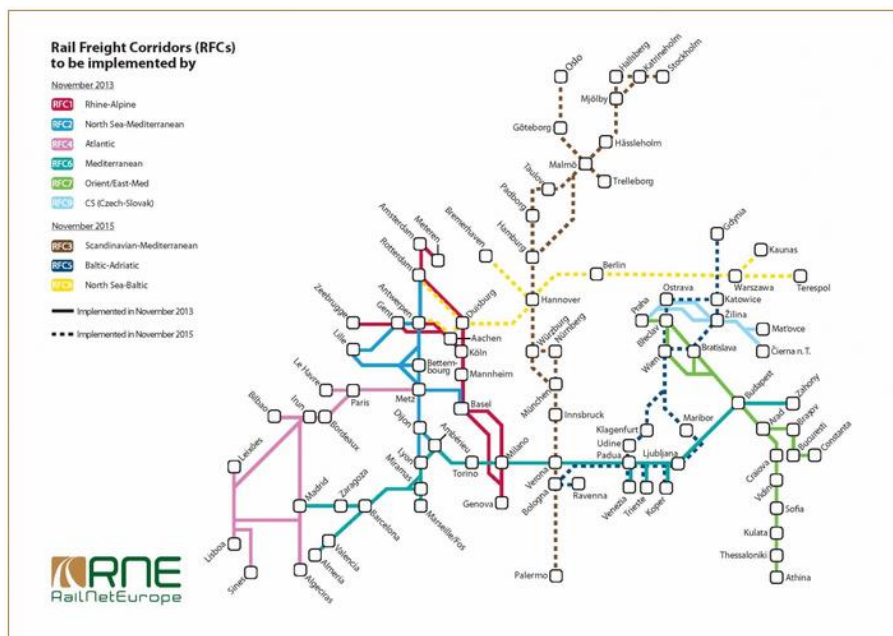 Rail Freight Corridors (RFCs)
to be implemented by
November 2013
RFC1 Rhine-Alpine
RFC2 North Sea-Mediterranean
RFC4 Atlantic
RFC6 Mediterranean
RFC7 Orient/East-Med
RFC9 CS (Czech-Slovak)
November 2015
RFC3 Scandinavian-Mediterranean
RFC5 Baltic-Adriatic
RFC8 North Sea-Baltic
Implemented in November 2013
Implemented in November 2015
Oslo
Hallsberg
Katrineholm
Stockholm
Mjölby
Göteborg
Hässleholm
Malmö
Taulov
Trelleborg
Padborg
Gdynia
Amsterdam
Meteren
Bremerhaven
Hamburg
Kaunas
Rotterdam
Berlin
Warszawa
Terespol
Ostrava
Zeebrugge
Antwerpen
Gent
Duisburg
Hannover
Katowice
Praha
Žilina
Lille
Aachen
Břeclav
Maťovce
Köln
Würzburg
Nürnberg
Wien
Bratislava
Čierna n. T.
Bettem-
bourg
Mannheim
Le Havre
Paris
Metz
München
Budapest
Zahony
Bilbao
Irun
Bordeaux
Basel
Innsbruck
Dijon
Ambérieu
Klagenfurt
Maribor
Arad
Braşov
Udine
Leixões
Lyon
Miramas
Torino
Milano
Verona
Padua
Ljubljana
Bucuresti
Constanta
Craiova
Madrid
Zaragoza
Barcelona
Genova
Bologna
Ravenna
Venezia
Trieste
Koper
Vidin
Marseille/Fos
Sofia
Lisboa
Valencia
Kulata
Almeria
Thessaloniki
Sines
Algeciras
Palermo
Athina
RNE
RailNetEurope